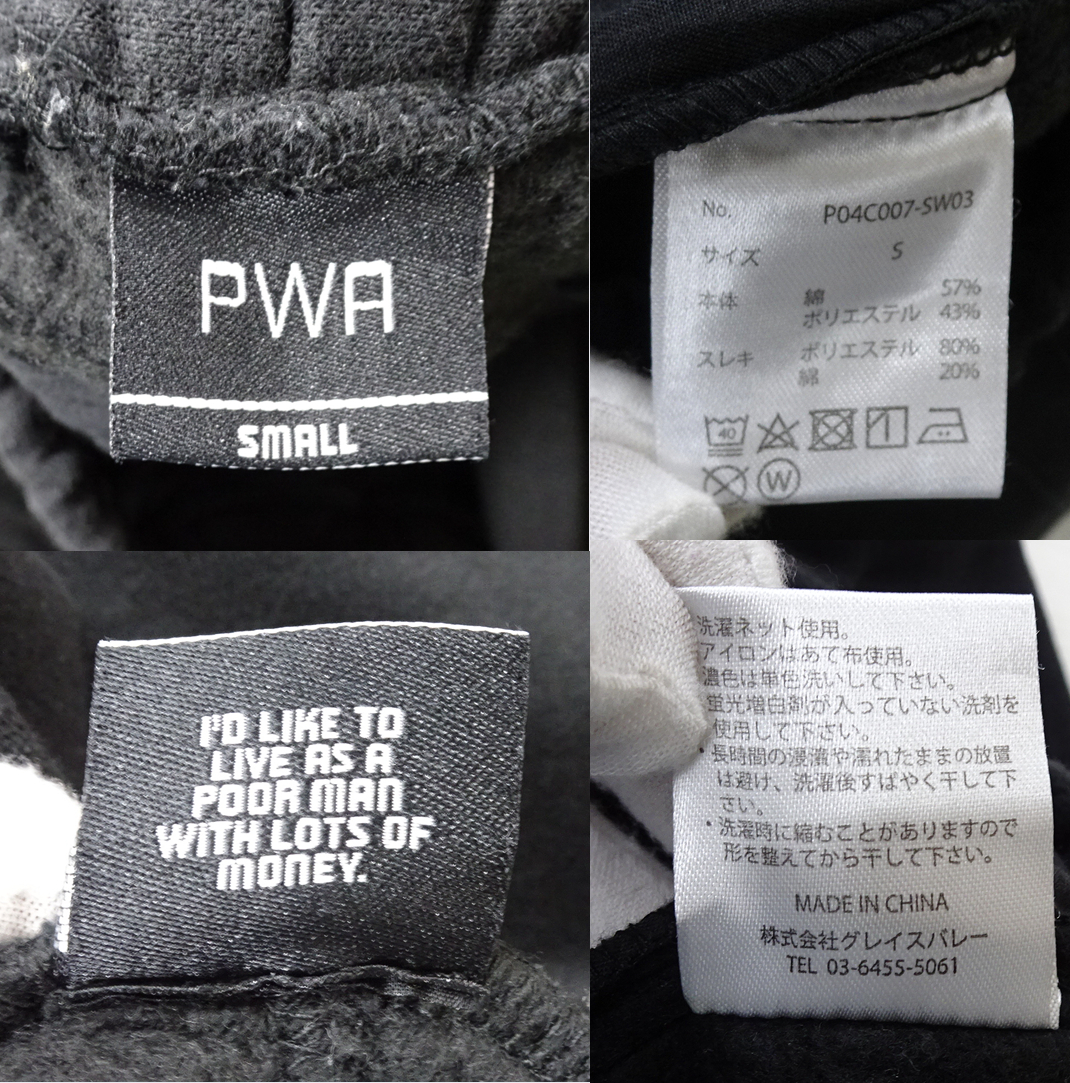 PWA
SMALL
No. P04C007-SW03
サイズ S
本体 綿 57%
ポリエステル 43%
スレキ ポリエステル 80%
綿 20%
40
W
I'D LIKE TO
LIVE AS A
POOR MAN
WITH LOTS OF
MONEY.
洗濯ネット使用。
アイロンはあて布使用。
濃色は単色洗いして下さい。
蛍光増白剤が入っていない洗剤を
使用して下さい。
・長時間の浸漬や濡れたままの放置
は避け、洗濯後すばやく干して下
さい。
・洗濯時に縮むことがありますので
形を整えてから干して下さい。
MADE IN CHINA
株式会社グレイスバレー
TEL 03-6455-5061